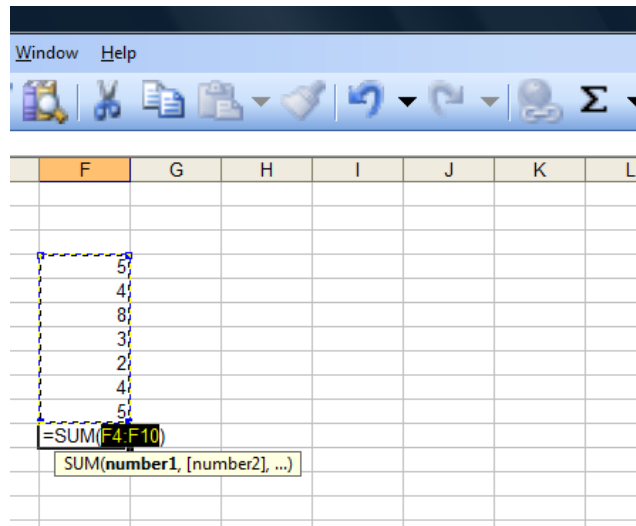 Window Help
Σ
F G H I J K L
5
4
8
3
2
4
5
=SUM(F4:F10)
SUM(number1, [number2], ...)